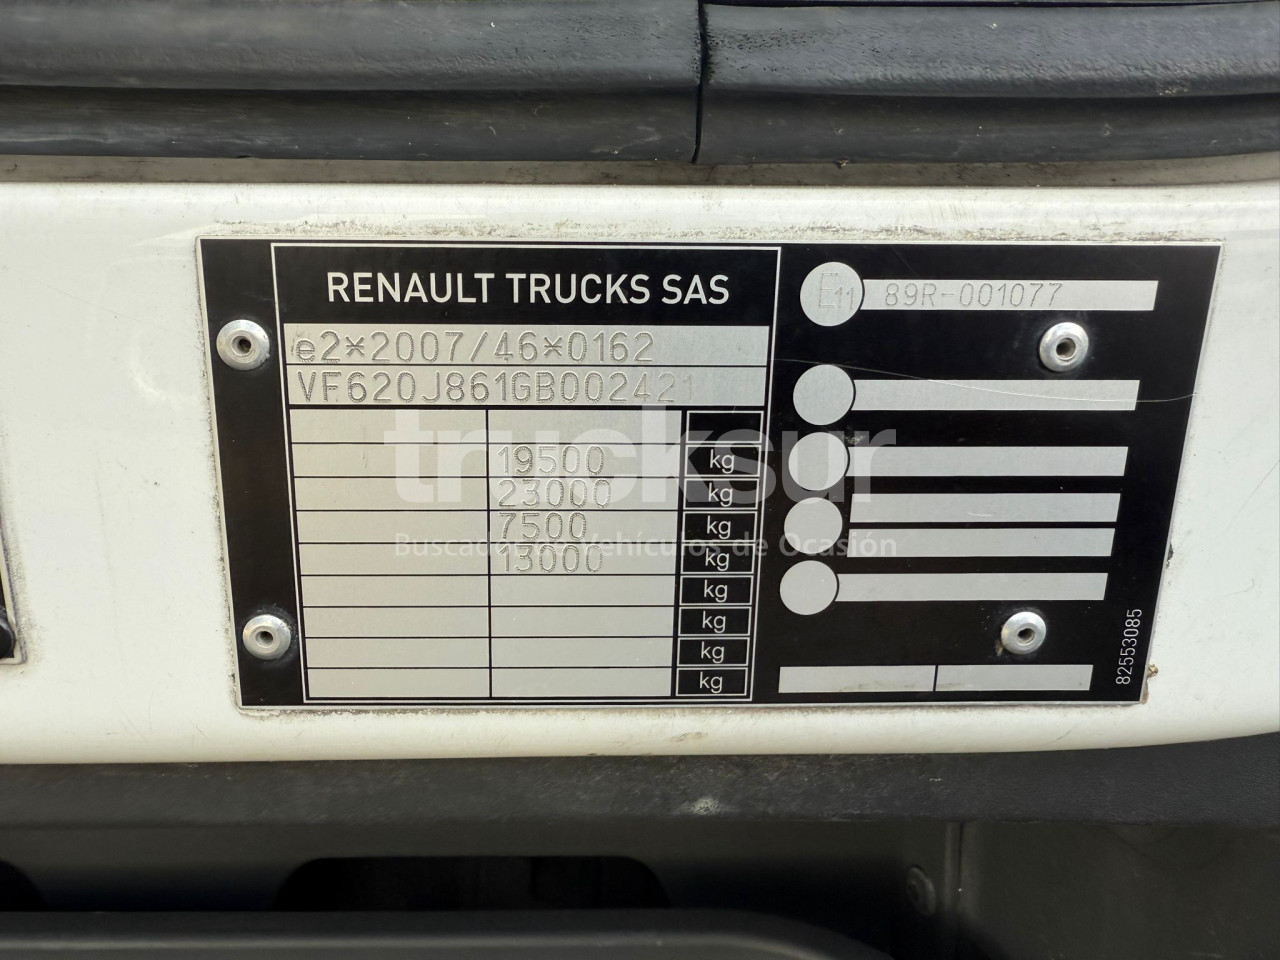 RENAULT TRUCKS SAS
e2*2007/46*0162
VF620J861GB002421
19500 kg
23000 kg
7500 kg
13000 kg
kg
kg
kg
kg
E11 89R-001077
82553085
trucksur
Buscador de Vehículos de Ocasión